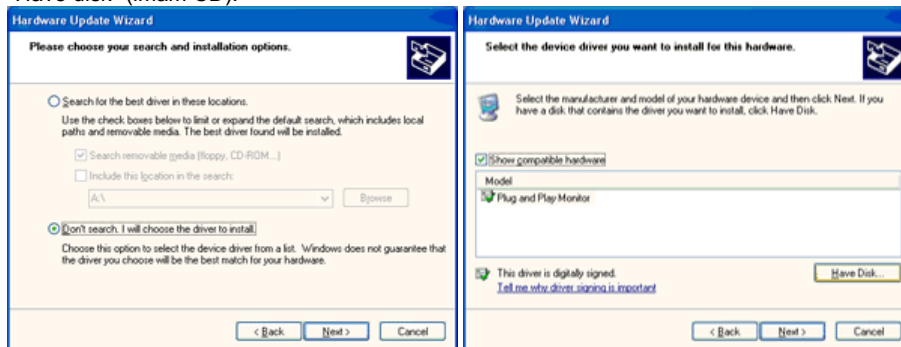 Hardware Update Wizard
Please choose your search and installation options.
Search for the best driver in these locations.
Use the check boxes below to limit or expand the default search, which includes local
paths and removable media. The best driver found will be installed.
Search removable media (floppy, CD-ROM...)
Include this location in the search:
A:\
Browse
Don't search. I will choose the driver to install.
Choose this option to select the device driver from a list. Windows does not guarantee that
the driver you choose will be the best match for your hardware.
< Back
Next >
Cancel
Hardware Update Wizard
Select the device driver you want to install for this hardware.
Select the manufacturer and model of your hardware device and then click Next. If you
have a disk that contains the driver you want to install, click Have Disk.
Show compatible hardware
Model
Plug and Play Monitor
This driver is digitally signed.
Tell me why driver signing is important
Have Disk...
< Back
Next >
Cancel